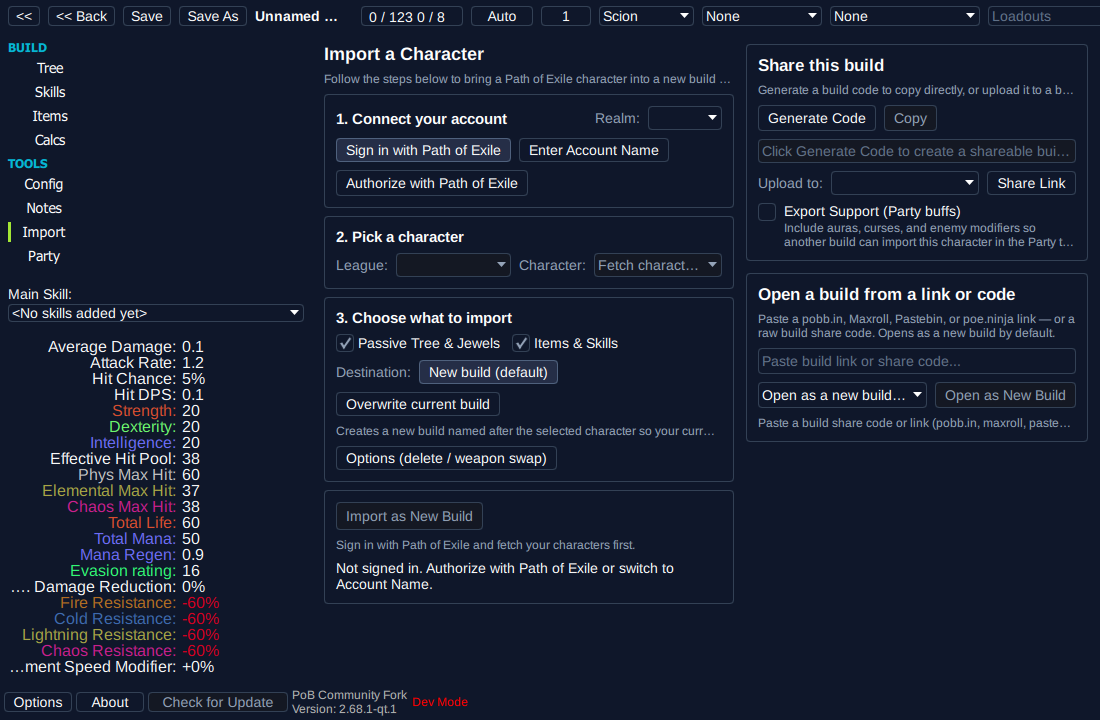 << << Back Save Save As Unnamed ... 0 / 123 0 / 8 Auto 1 Scion None None Loadouts
BUILD
Tree
Skills
Items
Calcs
TOOLS
Config
Notes
Import
Party
Main Skill:
<No skills added yet>
Average Damage: 0.1
Attack Rate: 1.2
Hit Chance: 5%
Hit DPS: 0.1
Strength: 20
Dexterity: 20
Intelligence: 20
Effective Hit Pool: 38
Phys Max Hit: 60
Elemental Max Hit: 37
Chaos Max Hit: 38
Total Life: 60
Total Mana: 50
Mana Regen: 0.9
Evasion rating: 16
.... Damage Reduction: 0%
Fire Resistance: -60%
Cold Resistance: -60%
Lightning Resistance: -60%
Chaos Resistance: -60%
...ment Speed Modifier: +0%
Options About Check for Update
PoB Community Fork
Version: 2.68.1-qt.1
Dev Mode
Import a Character
Follow the steps below to bring a Path of Exile character into a new build ...
1. Connect your account Realm:
Sign in with Path of Exile Enter Account Name
Authorize with Path of Exile
2. Pick a character
League: Character: Fetch charact...
3. Choose what to import
Passive Tree & Jewels Items & Skills
Destination: New build (default)
Overwrite current build
Creates a new build named after the selected character so your curr...
Options (delete / weapon swap)
Import as New Build
Sign in with Path of Exile and fetch your characters first.
Not signed in. Authorize with Path of Exile or switch to
Account Name.
Share this build
Generate a build code to copy directly, or upload it to a b...
Generate Code Copy
Click Generate Code to create a shareable bui...
Upload to: Share Link
Export Support (Party buffs)
Include auras, curses, and enemy modifiers so
another build can import this character in the Party t...
Open a build from a link or code
Paste a pobb.in, Maxroll, Pastebin, or poe.ninja link — or a
raw build share code. Opens as a new build by default.
Paste build link or share code...
Open as a new build... Open as New Build
Paste a build share code or link (pobb.in, maxroll, paste...